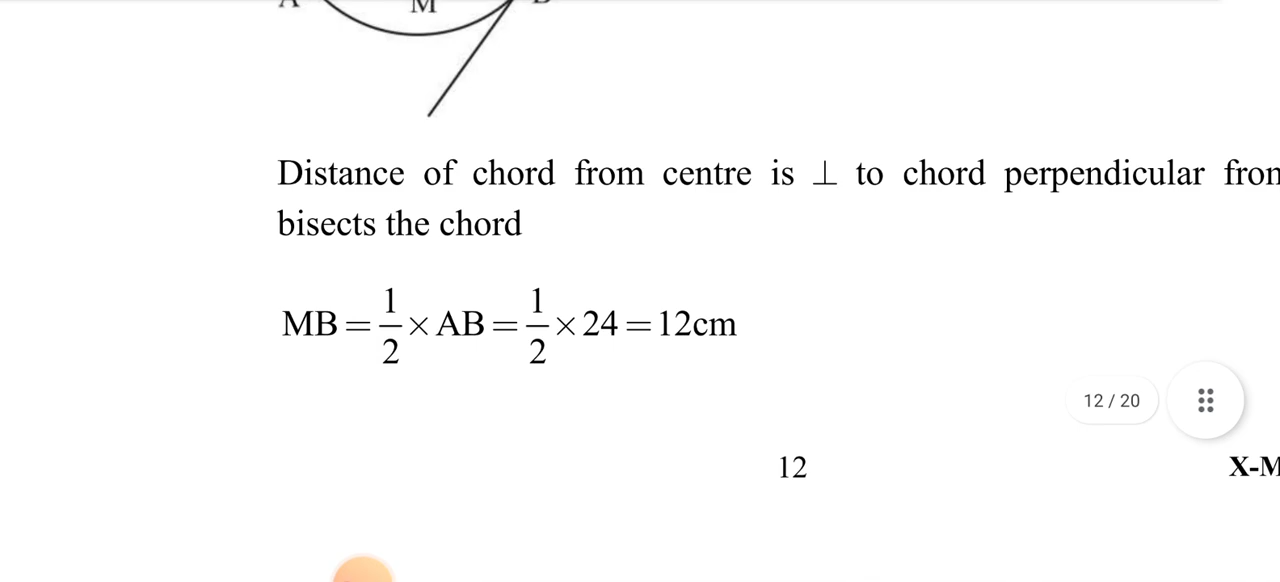 M
Distance of chord from centre is ⊥ to chord perpendicular
bisects the chord
MB = 1/2 × AB = 1/2 × 24 = 12cm
12 / 20
12